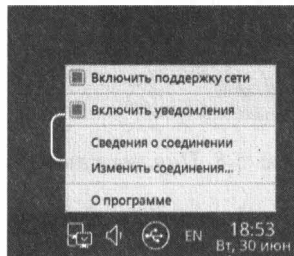 Включить поддержку сети
Включить уведомления
Сведения о соединении
Изменить соединения...
О программе
EN
18:53
Вт, 30 июн